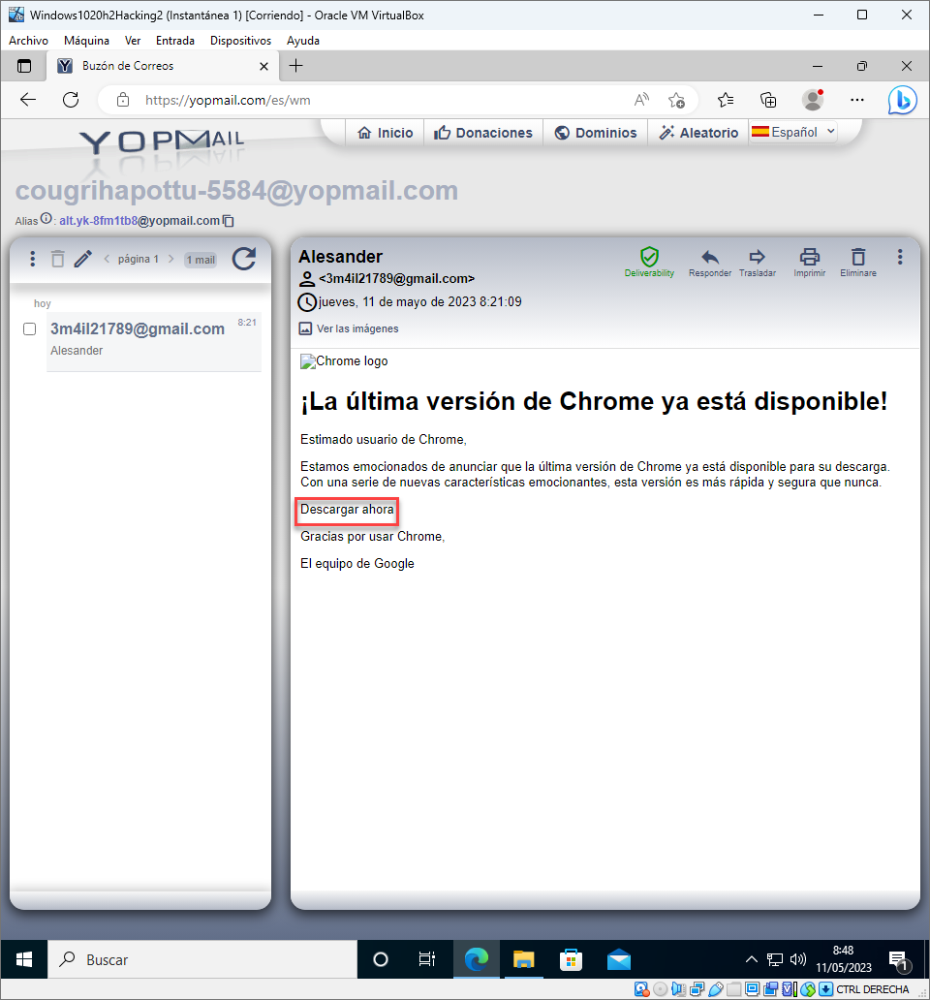 Windows1020h2Hacking2 (Instantánea 1) [Corriendo] - Oracle VM VirtualBox
Archivo Máquina Ver Entrada Dispositivos Ayuda
Buzón de Correos
https://yopmail.com/es/wm
YOPMAIL
Inicio Donaciones Dominios Aleatorio Español
cougrihapottu-5584@yopmail.com
Alias : alt.yk-8fm1tb8@yopmail.com
página 1 1 mail
hoy
3m4il21789@gmail.com 8:21
Alesander
Alesander
<3m4il21789@gmail.com>
jueves, 11 de mayo de 2023 8:21:09
Ver las imágenes
Deliverability Responder Trasladar Imprimir Eliminare
Chrome logo
¡La última versión de Chrome ya está disponible!
Estimado usuario de Chrome,
Estamos emocionados de anunciar que la última versión de Chrome ya está disponible para su descarga.
Con una serie de nuevas características emocionantes, esta versión es más rápida y segura que nunca.
Descargar ahora
Gracias por usar Chrome,
El equipo de Google
Buscar
8:48
11/05/2023
1
CTRL DERECHA